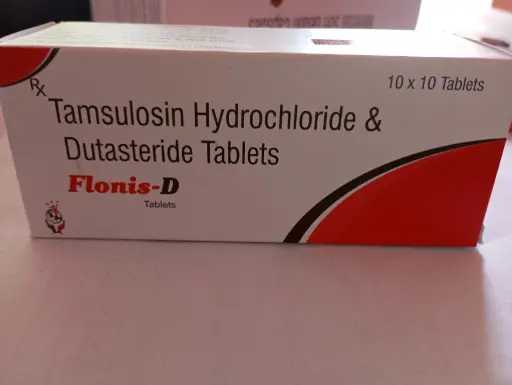 10 x 10 Tablets
Rx
Tamsulosin Hydrochloride &
Dutasteride Tablets
Flonis-D
Tablets